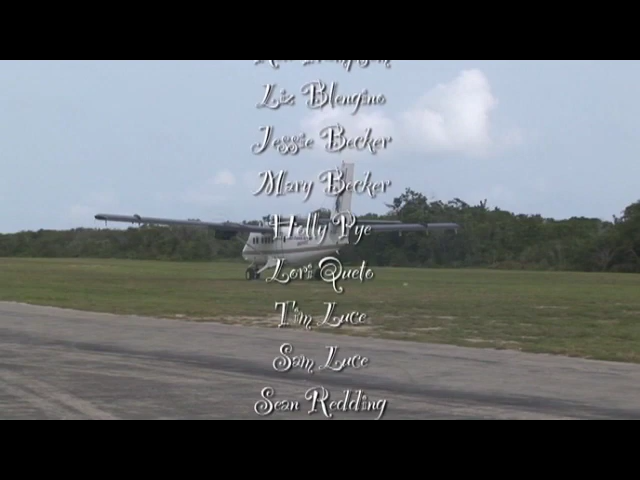 Liz Blengino
Jessie Becker
Mary Becker
Holly Pye
Lori Queto
Tim Luce
Sam Luce
Sean Redding